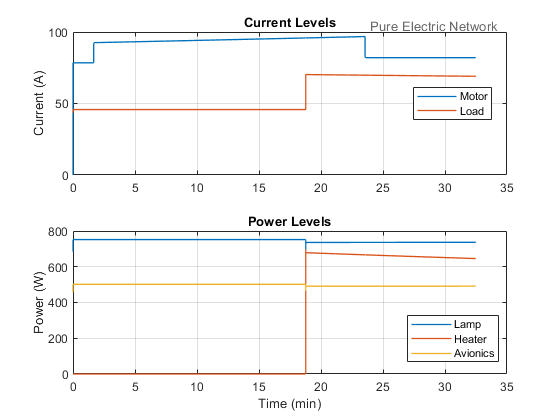 Pure Electric Network
Current Levels
100
50
0
Current (A)
Motor
Load
0 5 10 15 20 25 30 35
Power Levels
800
600
400
200
0
Power (W)
Lamp
Heater
Avionics
0 5 10 15 20 25 30 35
Time (min)